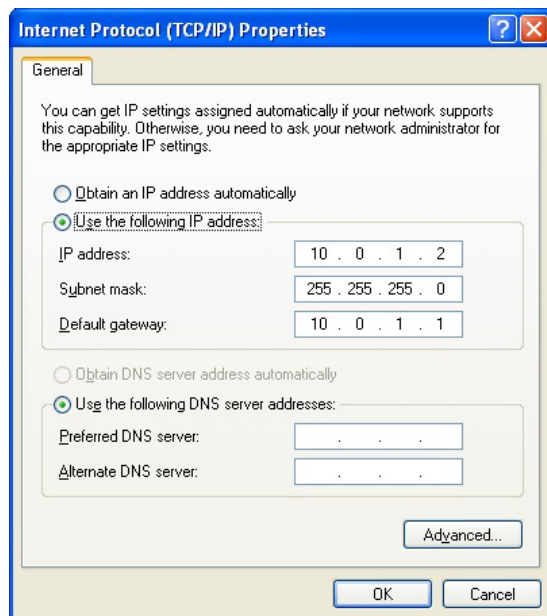 Internet Protocol (TCP/IP) Properties
General
You can get IP settings assigned automatically if your network supports
this capability. Otherwise, you need to ask your network administrator for
the appropriate IP settings.
Obtain an IP address automatically
Use the following IP address:
IP address: 10 . 0 . 1 . 2
Subnet mask: 255 . 255 . 255 . 0
Default gateway: 10 . 0 . 1 . 1
Obtain DNS server address automatically
Use the following DNS server addresses:
Preferred DNS server: . . .
Alternate DNS server: . . .
Advanced...
OK Cancel